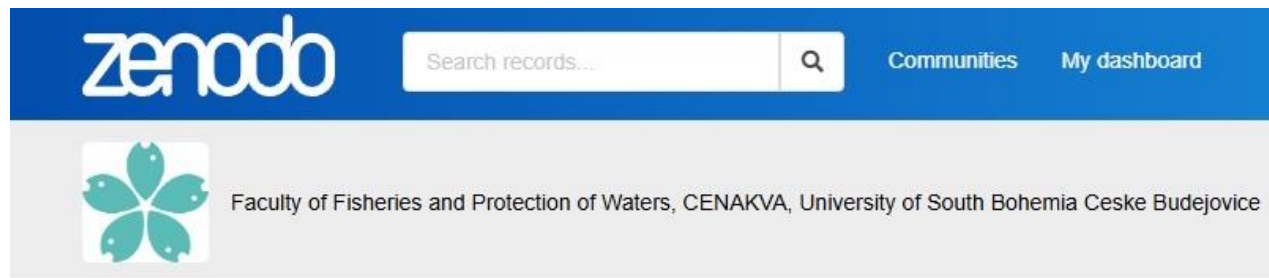 zenodo Search records... Communities My dashboard
Faculty of Fisheries and Protection of Waters, CENAKVA, University of South Bohemia Ceske Budejovice